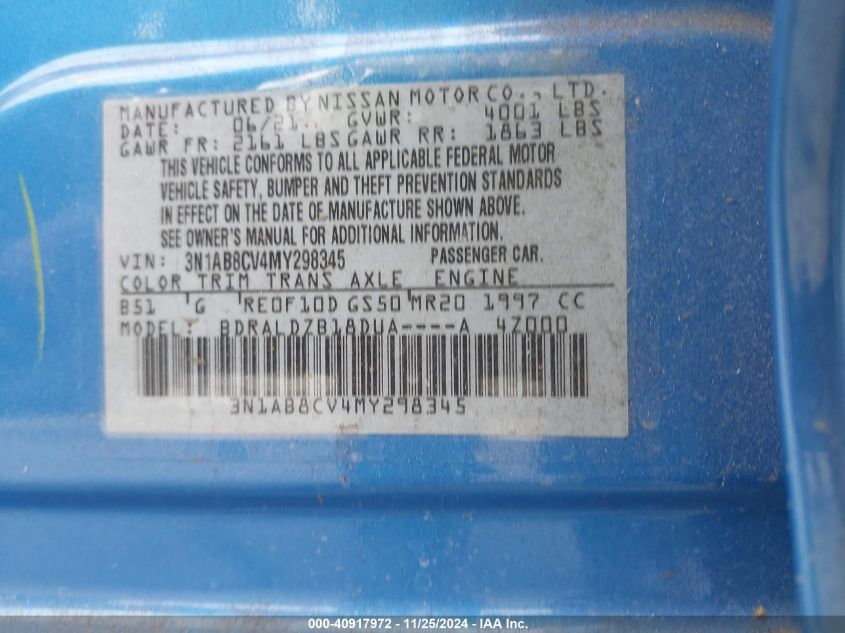 MANUFACTURED BY NISSAN MOTOR CO., LTD.
DATE: 06/21 GVWR: 4001 LBS
GAWR FR: 2161 LBS GAWR RR: 1863 LBS
THIS VEHICLE CONFORMS TO ALL APPLICABLE FEDERAL MOTOR
VEHICLE SAFETY, BUMPER AND THEFT PREVENTION STANDARDS
IN EFFECT ON THE DATE OF MANUFACTURE SHOWN ABOVE.
SEE OWNER'S MANUAL FOR ADDITIONAL INFORMATION.
VIN: 3N1AB8CV4MY298345 PASSENGER CAR.
COLOR TRIM TRANS AXLE ENGINE
B51 G RE0F10D GS50 MR20 1997 CC
MODEL: BDRALDZB18DUA----A 4Z000
3N1AB8CV4MY298345
000-40917972 - 11/25/2024 - IAA, Inc.